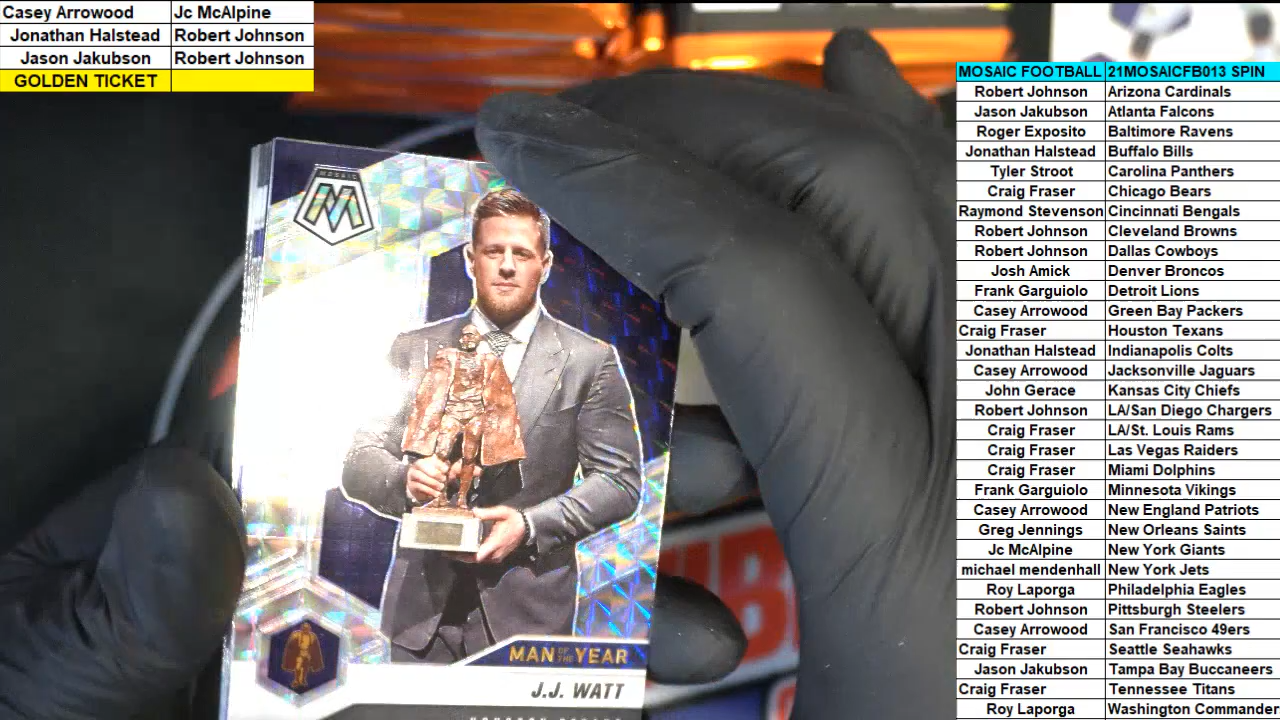 Casey Arrowood Jc McAlpine
Jonathan Halstead Robert Johnson
Jason Jakubson Robert Johnson
GOLDEN TICKET
MOSAIC FOOTBALL 21MOSAICFB013 SPIN
Robert Johnson Arizona Cardinals
Jason Jakubson Atlanta Falcons
Roger Exposito Baltimore Ravens
Jonathan Halstead Buffalo Bills
Tyler Stroot Carolina Panthers
Craig Fraser Chicago Bears
Raymond Stevenson Cincinnati Bengals
Robert Johnson Cleveland Browns
Robert Johnson Dallas Cowboys
Josh Amick Denver Broncos
Frank Garguiolo Detroit Lions
Casey Arrowood Green Bay Packers
Craig Fraser Houston Texans
Jonathan Halstead Indianapolis Colts
Casey Arrowood Jacksonville Jaguars
John Gerace Kansas City Chiefs
Robert Johnson LA/San Diego Chargers
Craig Fraser LA/St. Louis Rams
Craig Fraser Las Vegas Raiders
Craig Fraser Miami Dolphins
Frank Garguiolo Minnesota Vikings
Casey Arrowood New England Patriots
Greg Jennings New Orleans Saints
Jc McAlpine New York Giants
michael mendenhall New York Jets
Roy Laporga Philadelphia Eagles
Robert Johnson Pittsburgh Steelers
Casey Arrowood San Francisco 49ers
Craig Fraser Seattle Seahawks
Jason Jakubson Tampa Bay Buccaneers
Craig Fraser Tennessee Titans
Roy Laporga Washington Commander
MOSAIC
M
MAN OF THE YEAR
J.J. WATT